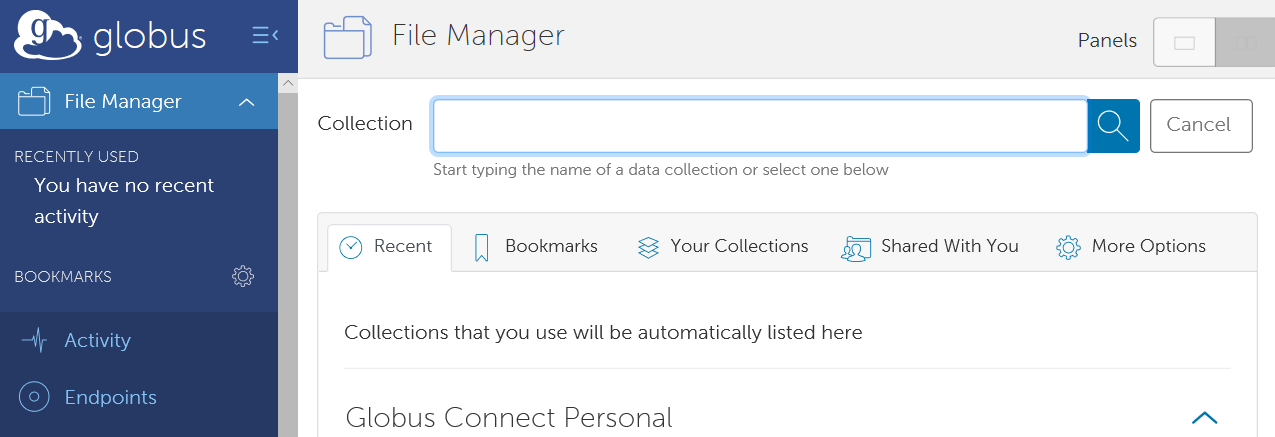 globus
File Manager
RECENTLY USED
You have no recent
activity
BOOKMARKS
Activity
Endpoints
File Manager
Panels
Collection
Cancel
Start typing the name of a data collection or select one below
Recent
Bookmarks
Your Collections
Shared With You
More Options
Collections that you use will be automatically listed here
Globus Connect Personal